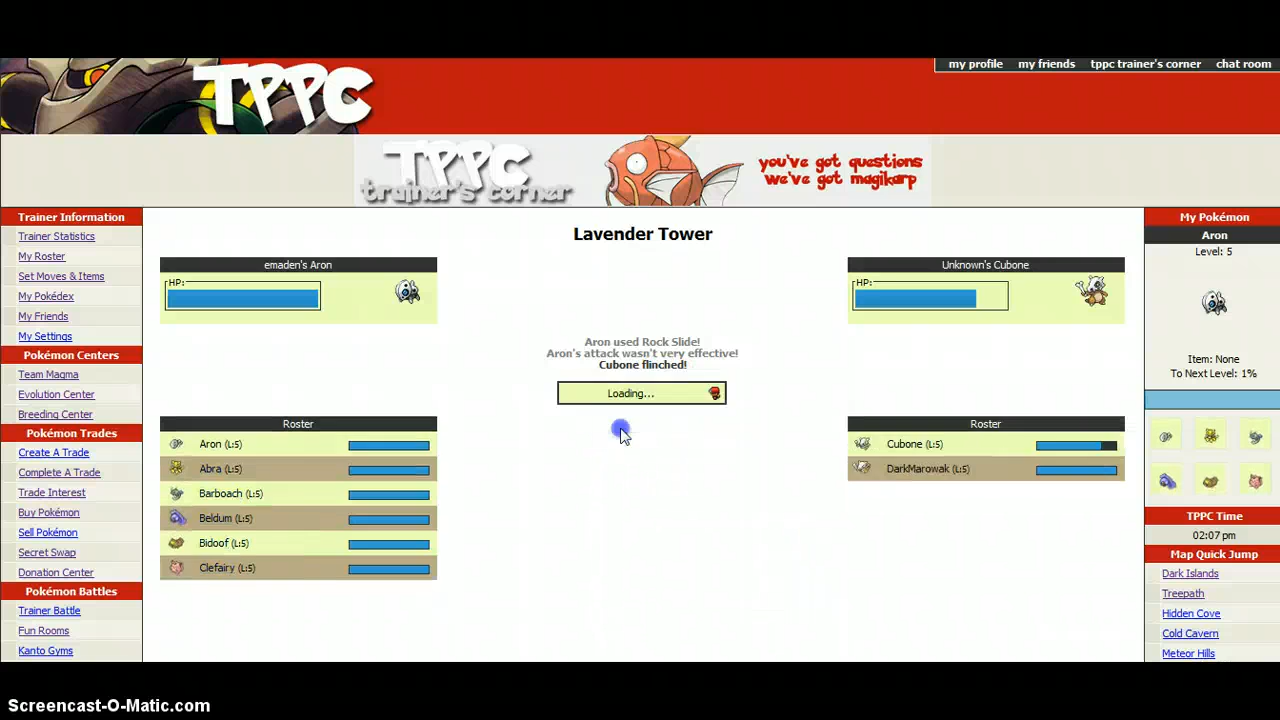 TPPC
my profile my friends tppc trainer's corner chat room
TPPC
trainer's corner
you've got questions
we've got magikarp
Trainer Information
Trainer Statistics
My Roster
Set Moves & Items
My Pokédex
My Friends
My Settings
Pokémon Centers
Team Magma
Evolution Center
Breeding Center
Pokémon Trades
Create A Trade
Complete A Trade
Trade Interest
Buy Pokémon
Sell Pokémon
Secret Swap
Donation Center
Pokémon Battles
Trainer Battle
Fun Rooms
Kanto Gyms
Lavender Tower
emaden's Aron
HP:
Unknown's Cubone
HP:
Aron used Rock Slide!
Aron's attack wasn't very effective!
Cubone flinched!
Loading...
Roster
Aron (L:5)
Abra (L:5)
Barboach (L:5)
Beldum (L:5)
Bidoof (L:5)
Clefairy (L:5)
Roster
Cubone (L:5)
DarkMarowak (L:5)
My Pokémon
Aron
Level: 5
Item: None
To Next Level: 1%
TPPC Time
02:07 pm
Map Quick Jump
Dark Islands
Treepath
Hidden Cove
Cold Cavern
Meteor Hills
Screencast-O-Matic.com